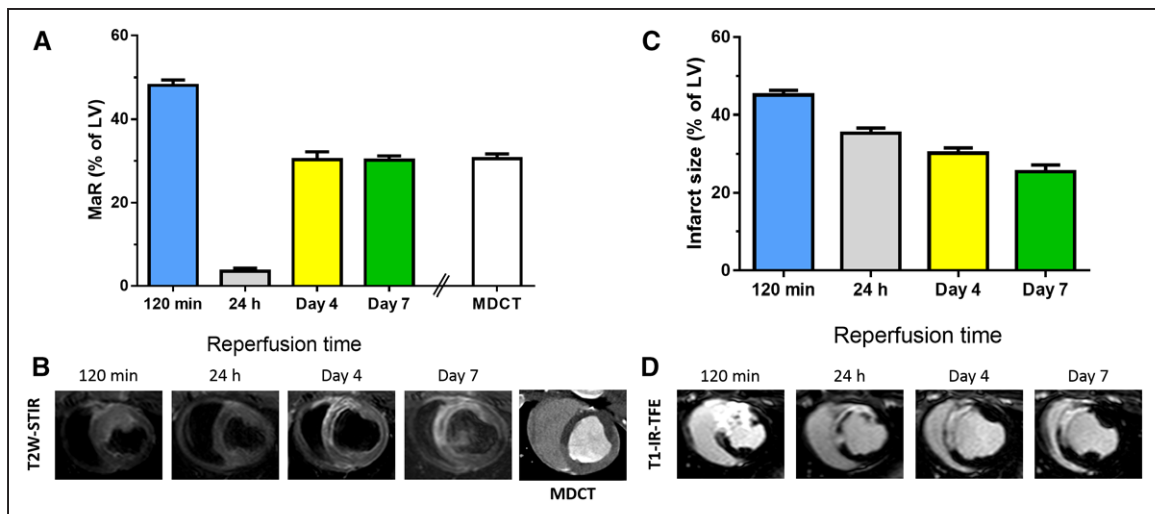 A
MaR (% of LV)
60
40
20
0
120 min 24 h Day 4 Day 7 MDCT
Reperfusion time
B
T2W-STIR
120 min 24 h Day 4 Day 7
MDCT
C
Infarct size (% of LV)
60
40
20
0
120 min 24 h Day 4 Day 7
Reperfusion time
D
T1-IR-TFE
120 min 24 h Day 4 Day 7